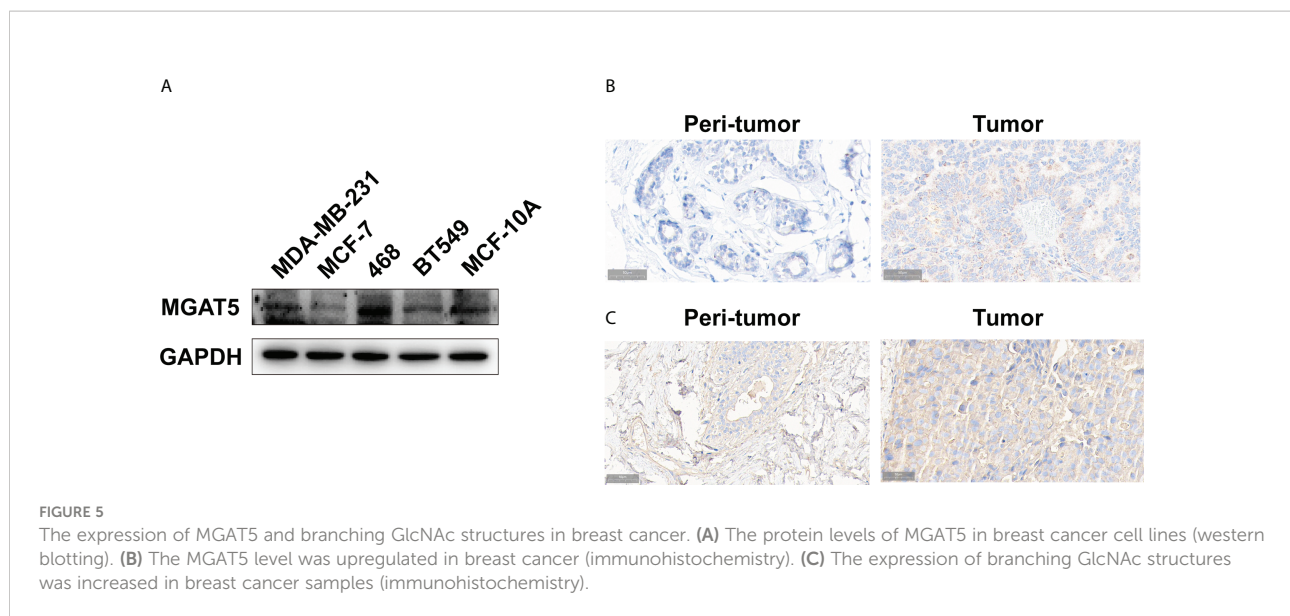 A
MDA-MB-231
MCF-7
468
BT549
MCF-10A
MGAT5
GAPDH
B
Peri-tumor
Tumor
C
Peri-tumor
Tumor
FIGURE 5
The expression of MGAT5 and branching GlcNAc structures in breast cancer. (A) The protein levels of MGAT5 in breast cancer cell lines (western
blotting). (B) The MGAT5 level was upregulated in breast cancer (immunohistochemistry). (C) The expression of branching GlcNAc structures
was increased in breast cancer samples (immunohistochemistry).